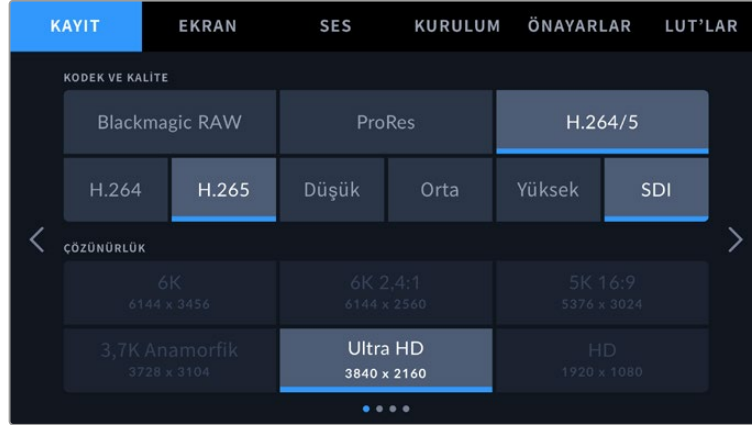 KAYIT EKRAN SES KURULUM ÖNAYARLAR LUT’LAR
KODEK VE KALİTE
Blackmagic RAW ProRes H.264/5
H.264 H.265 Düşük Orta Yüksek SDI
ÇÖZÜNÜRLÜK
6K 6K 2,4:1 5K 16:9
6144 x 3456 6144 x 2560 5376 x 3024
3,7K Anamorfik Ultra HD HD
3728 x 3104 3840 x 2160 1920 x 1080